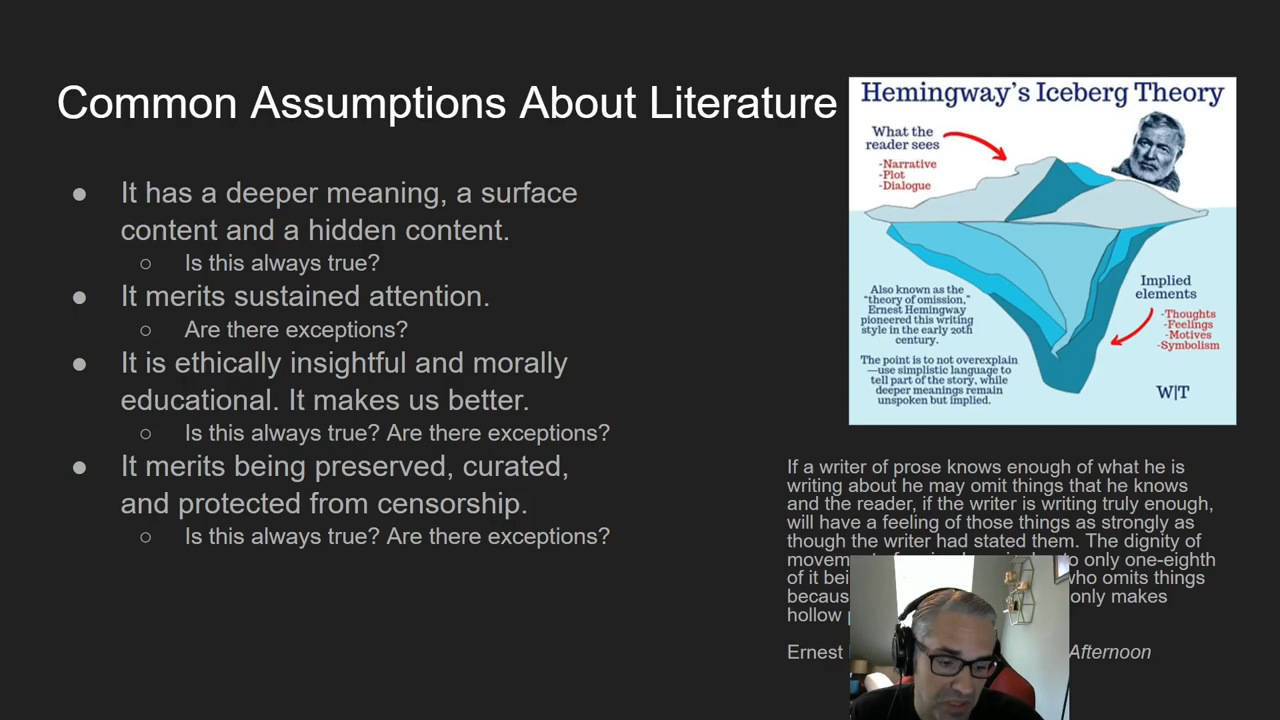 Common Assumptions About Literature
● It has a deeper meaning, a surface
content and a hidden content.
○ Is this always true?
● It merits sustained attention.
○ Are there exceptions?
● It is ethically insightful and morally
educational. It makes us better.
○ Is this always true? Are there exceptions?
● It merits being preserved, curated,
and protected from censorship.
○ Is this always true? Are there exceptions?
Hemingway's Iceberg Theory
What the
reader sees
-Narrative
-Plot
-Dialogue
Also known as the
"theory of omission,"
Ernest Hemingway
pioneered this writing
style in the early 20th
century.
The point is to not overexplain
—use simplistic language to
tell part of the story, while
deeper meanings remain
unspoken but implied.
Implied
elements
-Thoughts
-Feelings
-Motives
-Symbolism
W|T
If a writer of prose knows enough of what he is
writing about he may omit things that he knows
and the reader, if the writer is writing truly enough,
will have a feeling of those things as strongly as
though the writer had stated them. The dignity of
only one-eighth
of it who omits things
only makes
hollow
Ernest Afternoon